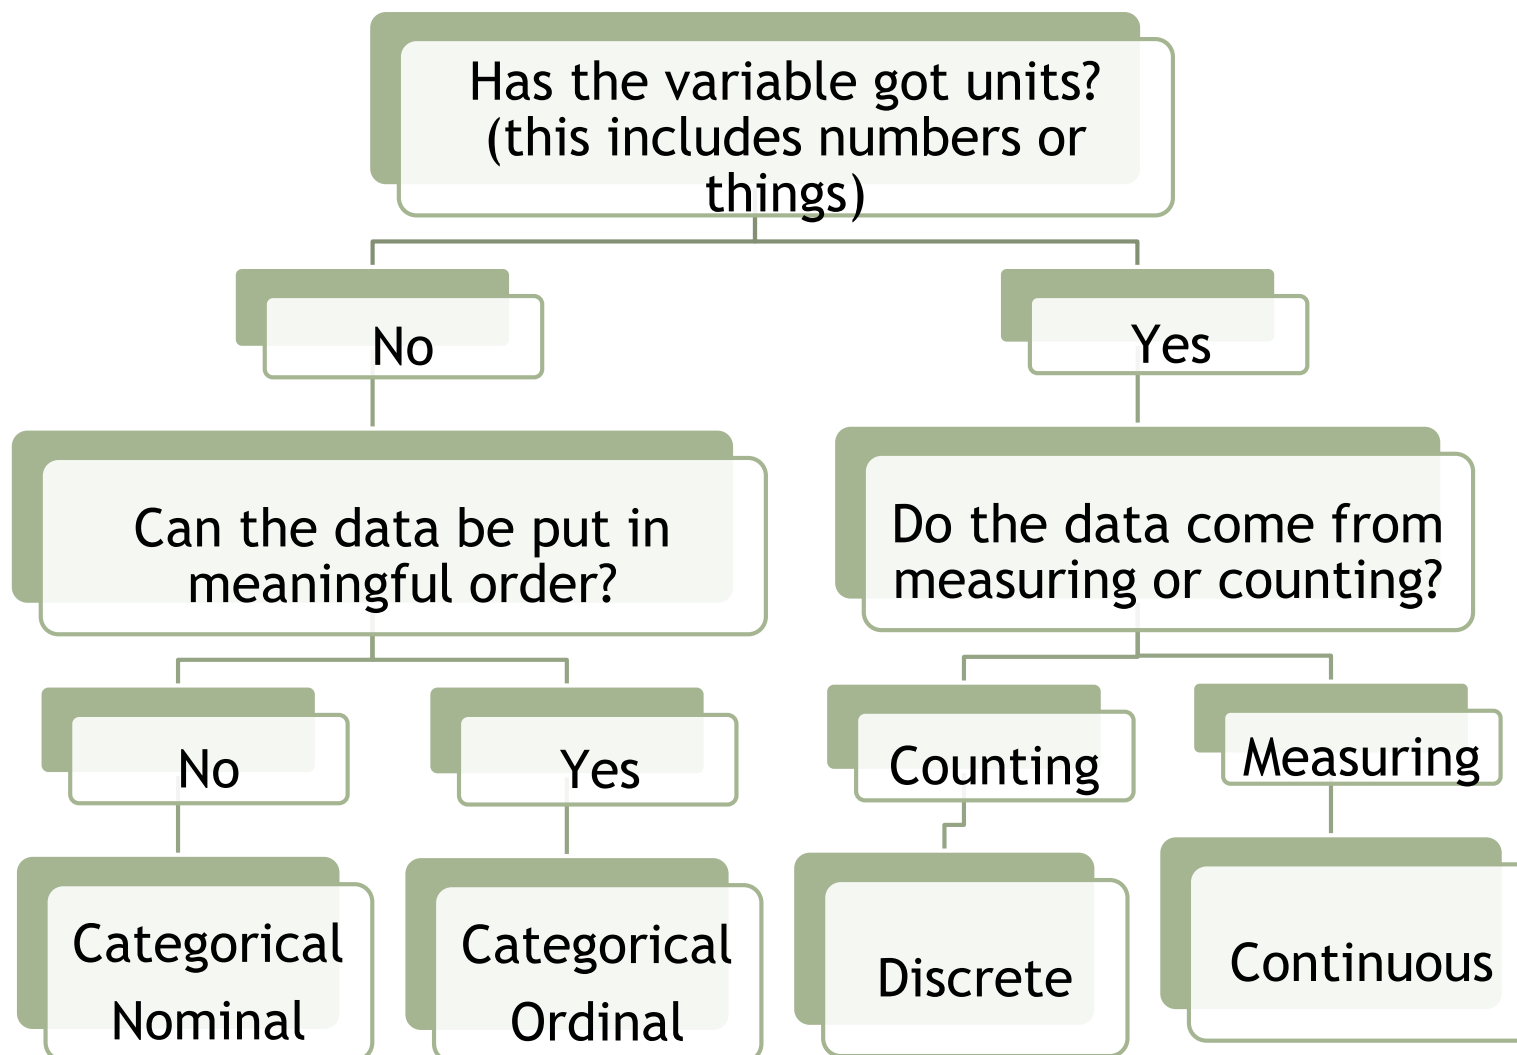 Has the variable got units?
(this includes numbers or
things)
No
Yes
Can the data be put in
meaningful order?
Do the data come from
measuring or counting?
No
Yes
Counting
Measuring
Categorical
Nominal
Categorical
Ordinal
Discrete
Continuous